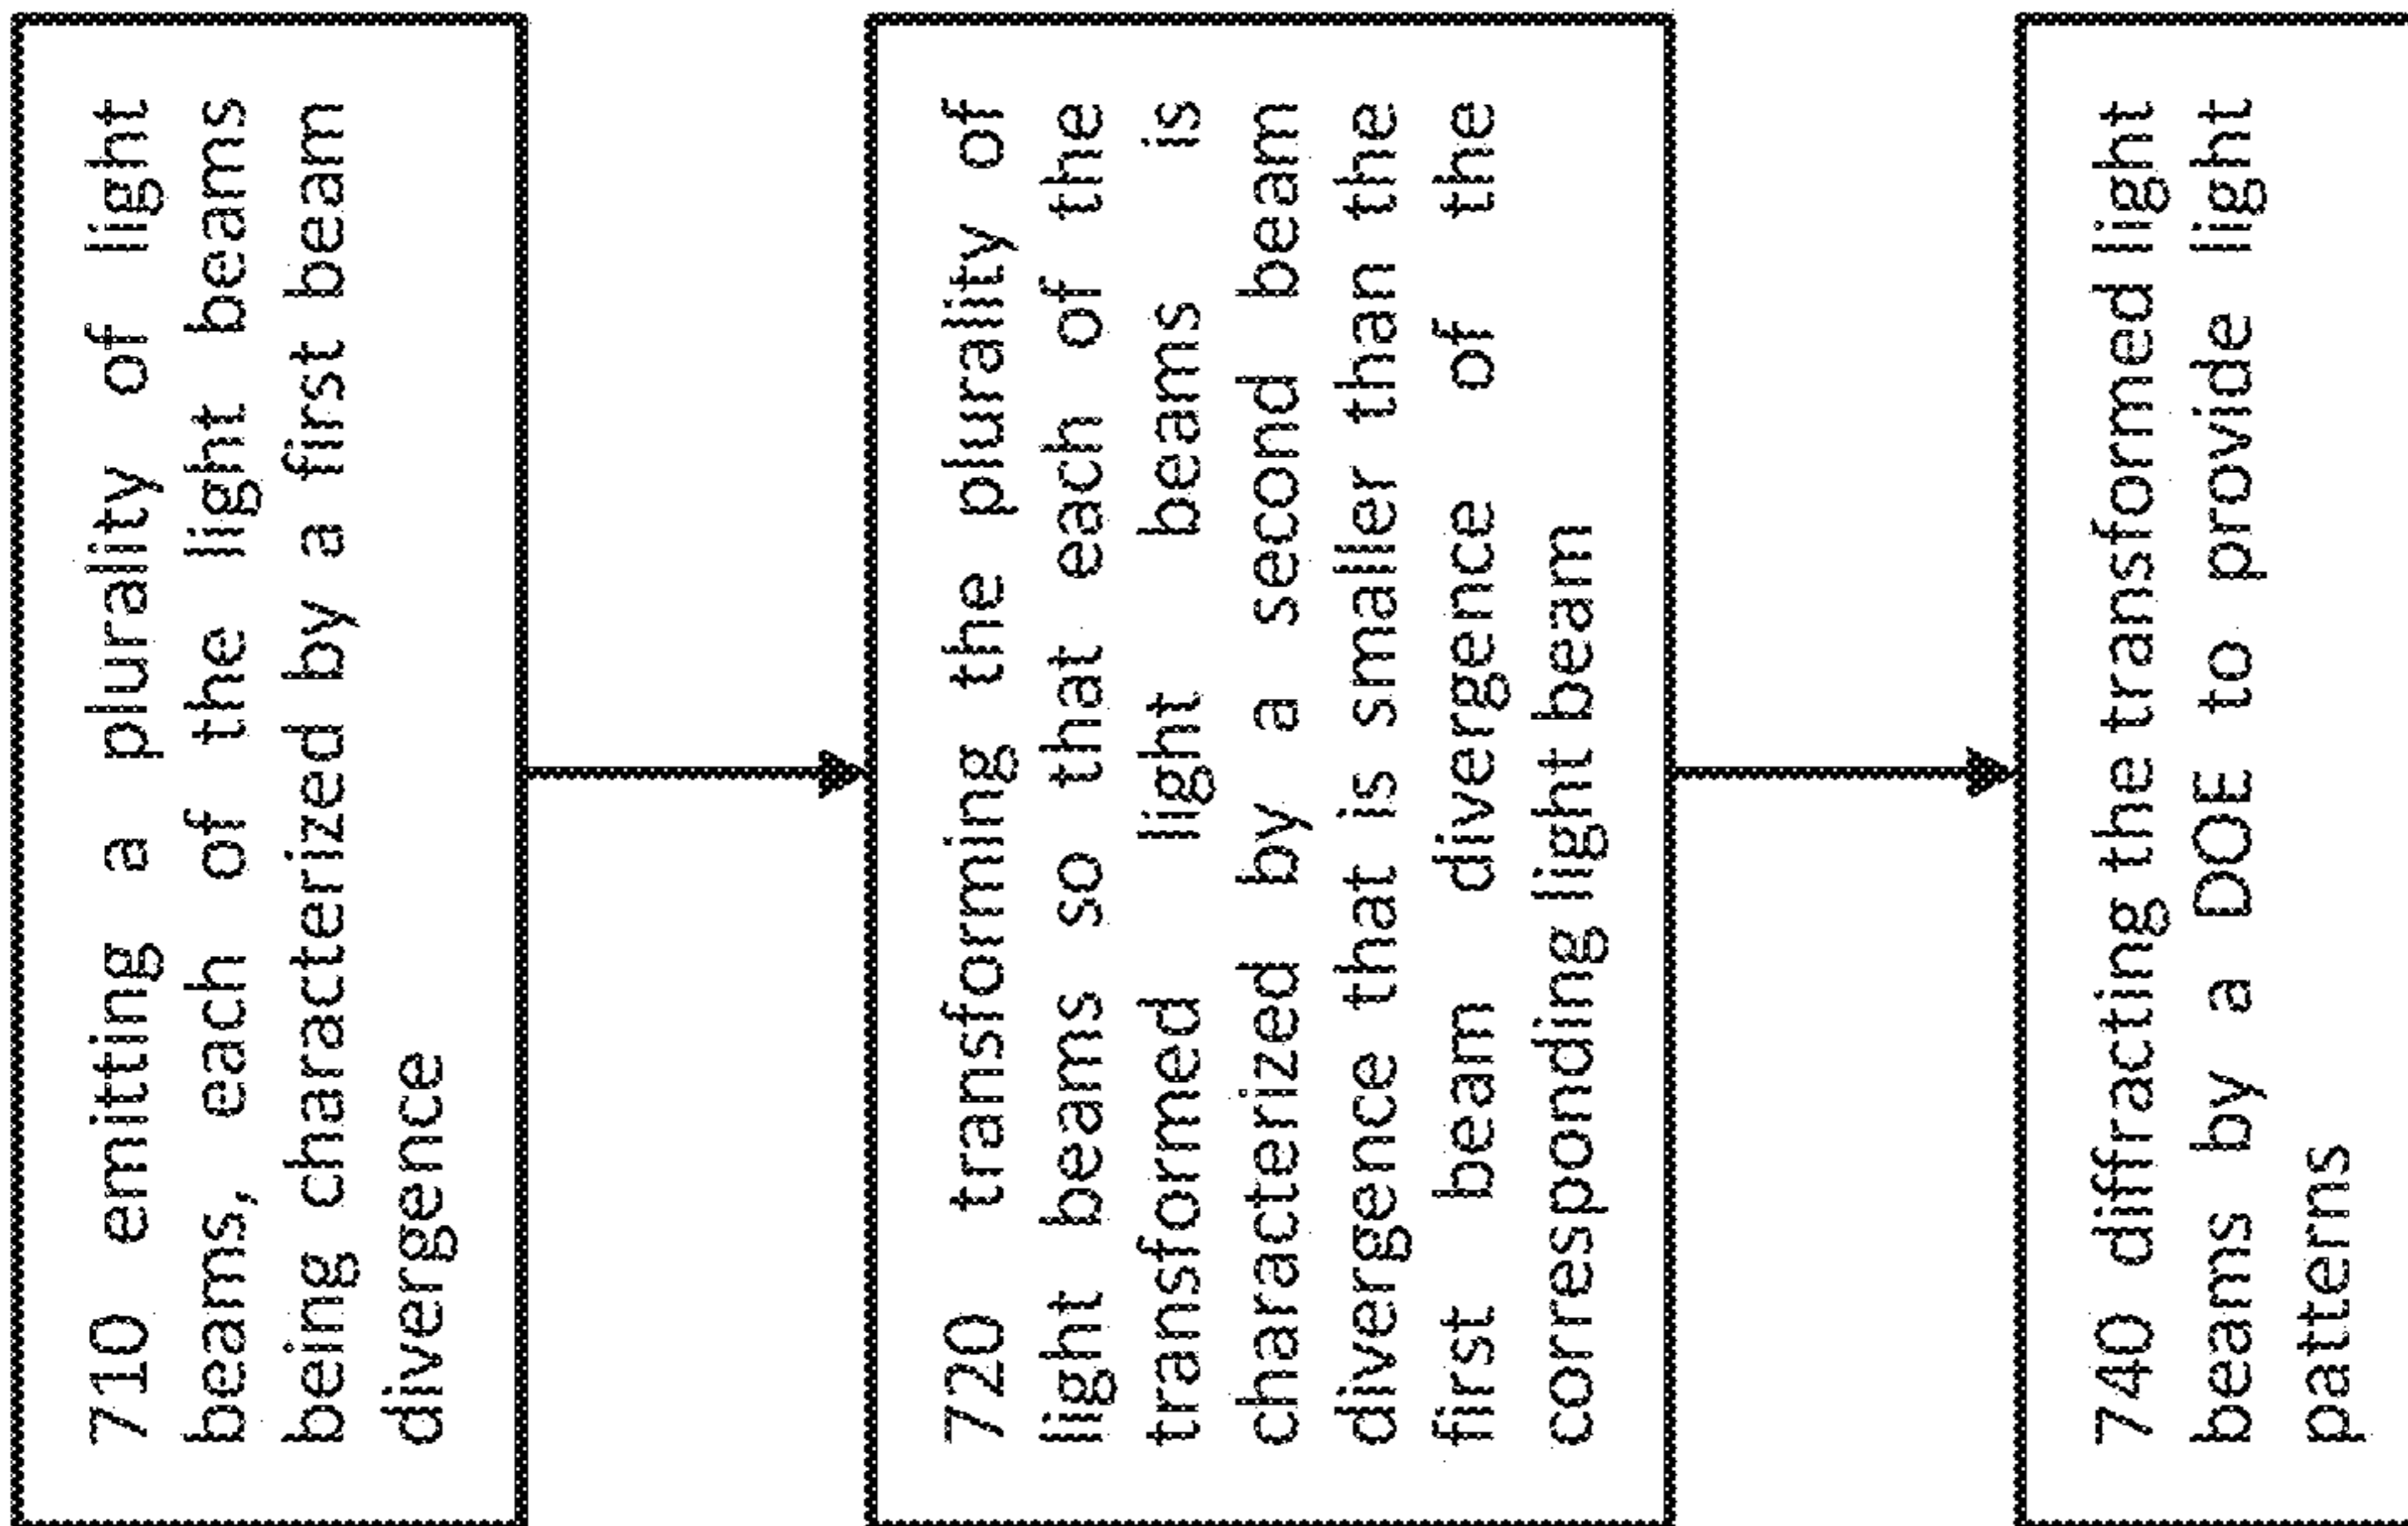 710 emitting a plurality of light
beams, each of the light beams
being characterized by a first beam
divergence
720 transforming the plurality of
light beams so that each of the
transformed light beams is
characterized by a second beam
divergence that is smaller than the
first beam divergence of the
corresponding light beam
740 diffracting the transformed light
beams by a DOE to provide light
patterns